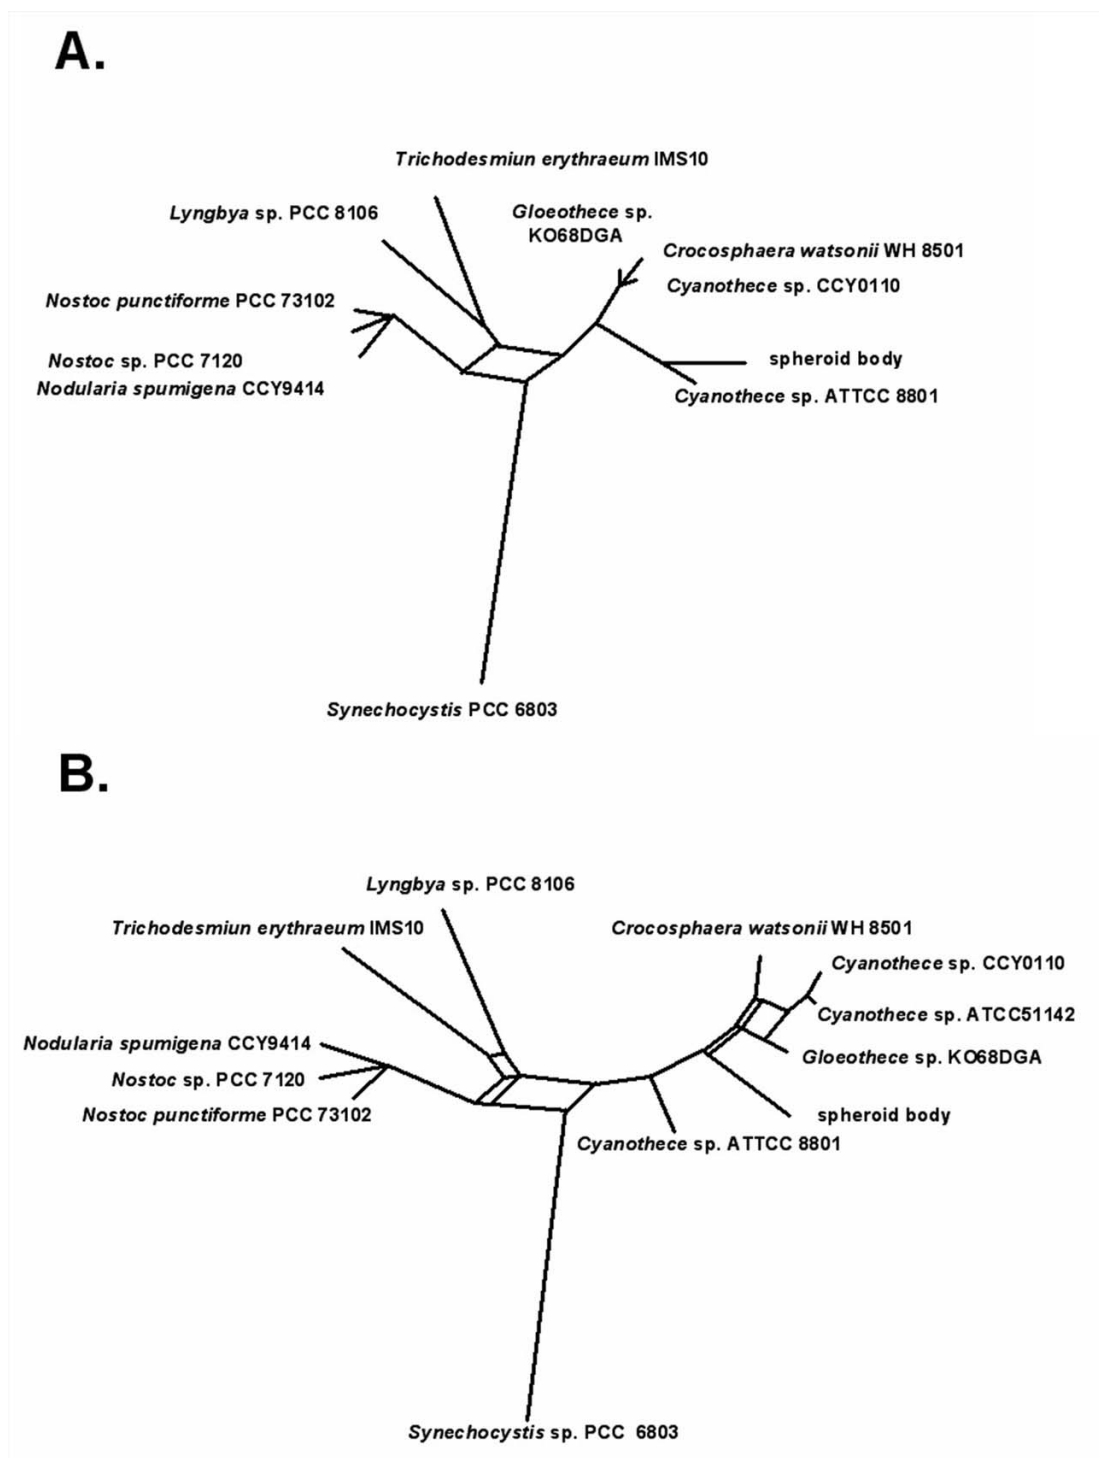 A.
Trichodesmiun erythraeum IMS10
Lyngbya sp. PCC 8106
Gloeothece sp.
KO68DGA
Crocosphaera watsonii WH 8501
Cyanothece sp. CCY0110
Nostoc punctiforme PCC 73102
Nostoc sp. PCC 7120
spheroid body
Nodularia spumigena CCY9414
Cyanothece sp. ATTCC 8801
Synechocystis PCC 6803
B.
Lyngbya sp. PCC 8106
Trichodesmiun erythraeum IMS10
Crocosphaera watsonii WH 8501
Cyanothece sp. CCY0110
Cyanothece sp. ATCC51142
Nodularia spumigena CCY9414
Gloeothece sp. KO68DGA
Nostoc sp. PCC 7120
Nostoc punctiforme PCC 73102
spheroid body
Cyanothece sp. ATTCC 8801
Synechocystis sp. PCC 6803